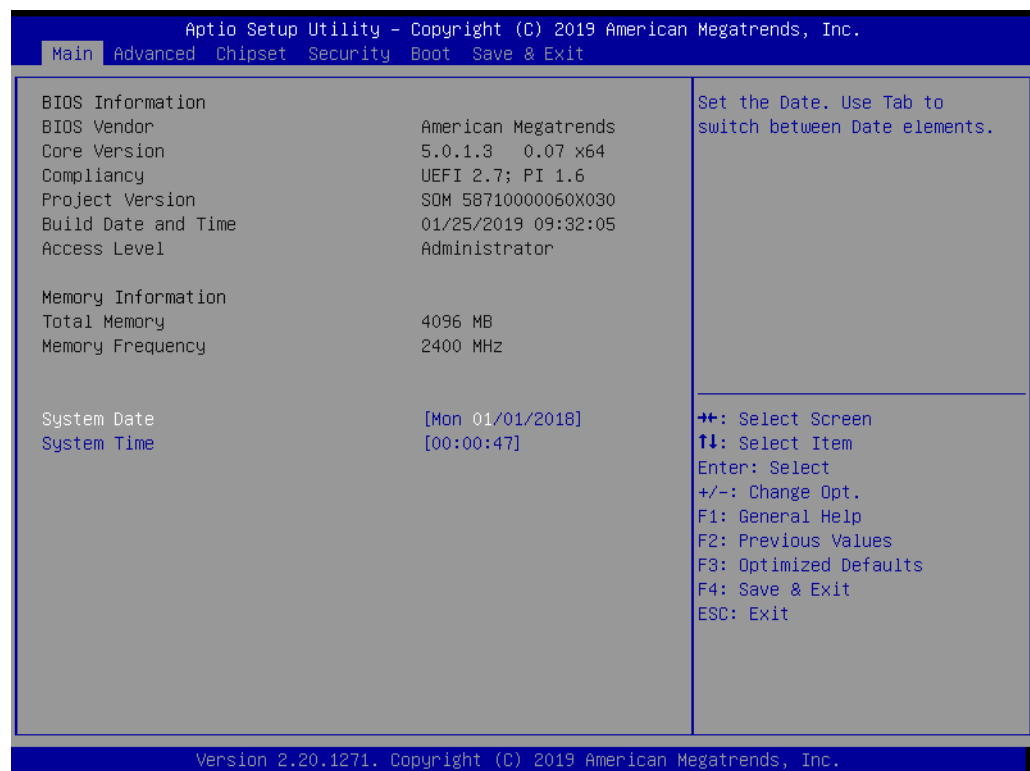 Aptio Setup Utility – Copyright (C) 2019 American Megatrends, Inc.
Main Advanced Chipset Security Boot Save & Exit
BIOS Information
BIOS Vendor American Megatrends
Core Version 5.0.1.3 0.07 x64
Compliancy UEFI 2.7; PI 1.6
Project Version SOM 58710000060X030
Build Date and Time 01/25/2019 09:32:05
Access Level Administrator
Memory Information
Total Memory 4096 MB
Memory Frequency 2400 MHz
System Date [Mon 01/01/2018]
System Time [00:00:47]
Set the Date. Use Tab to
switch between Date elements.
→←: Select Screen
↑↓: Select Item
Enter: Select
+/-: Change Opt.
F1: General Help
F2: Previous Values
F3: Optimized Defaults
F4: Save & Exit
ESC: Exit
Version 2.20.1271. Copyright (C) 2019 American Megatrends, Inc.